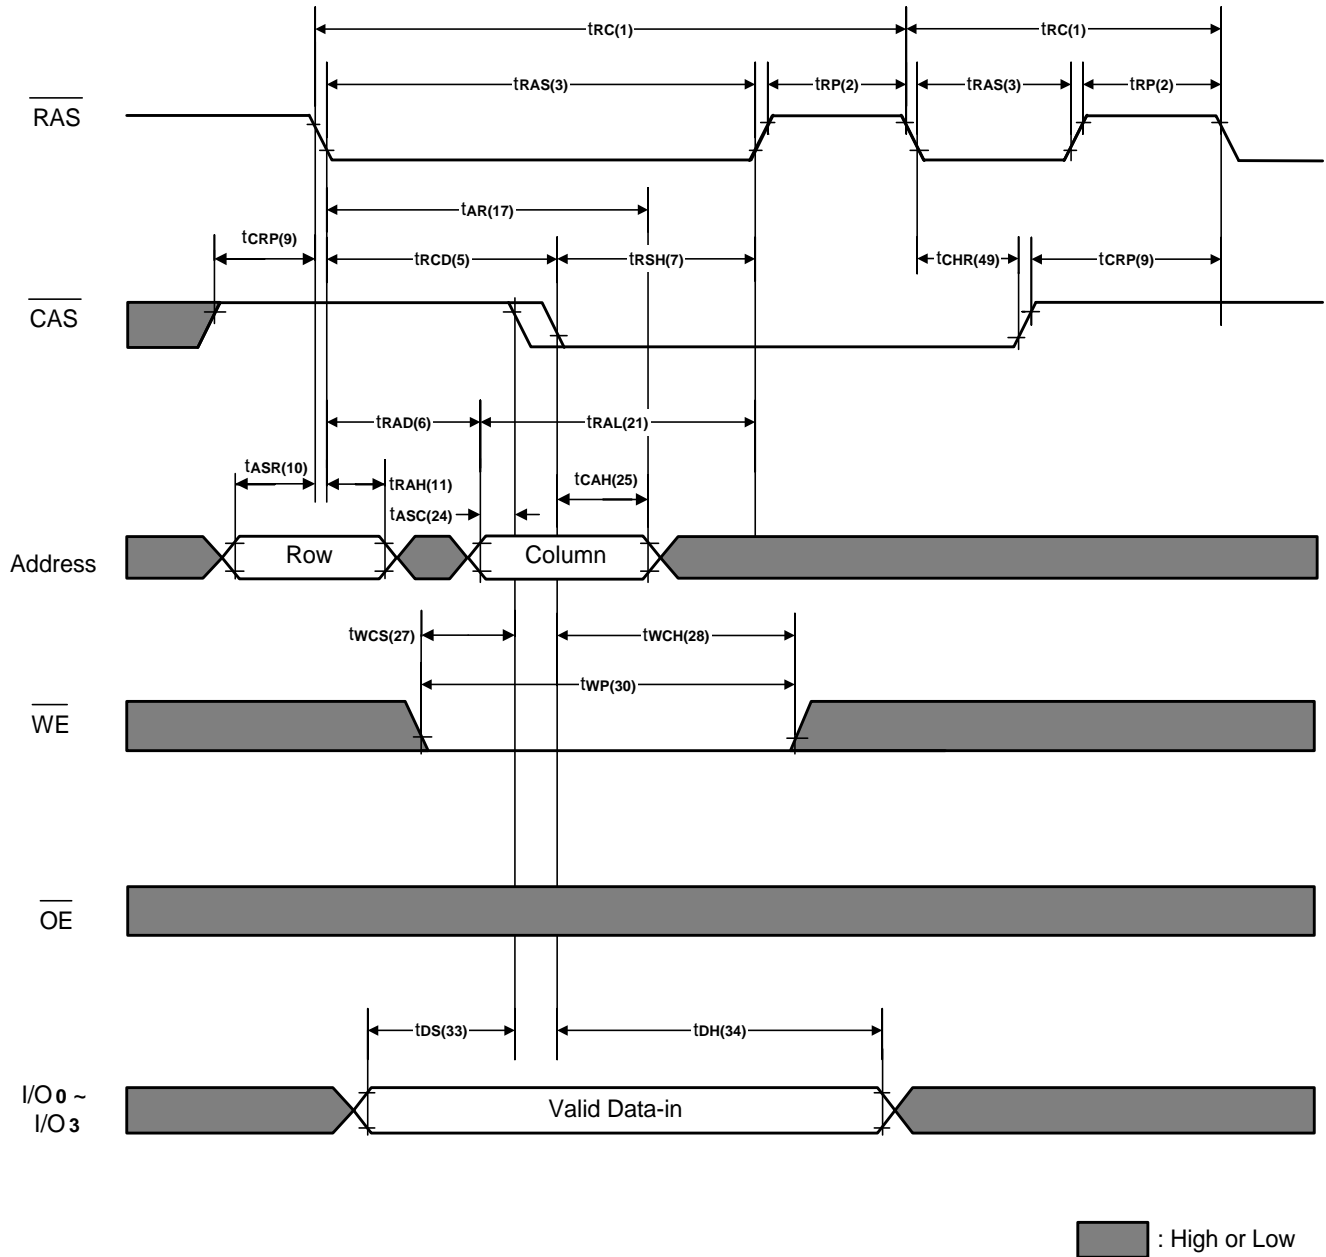 tRC(1) tRC(1)
tRAS(3) tRP(2) tRAS(3) tRP(2)
RAS
tAR(17)
tCRP(9) tRCD(5) tRSH(7) tCHR(49) tCRP(9)
CAS
tRAD(6) tRAL(21)
tASR(10) tRAH(11) tCAH(25)
tASC(24)
Address Row Column
tWCS(27) tWCH(28)
tWP(30)
WE
OE
tDS(33) tDH(34)
I/O 0 ~
I/O 3
Valid Data-in
: High or Low